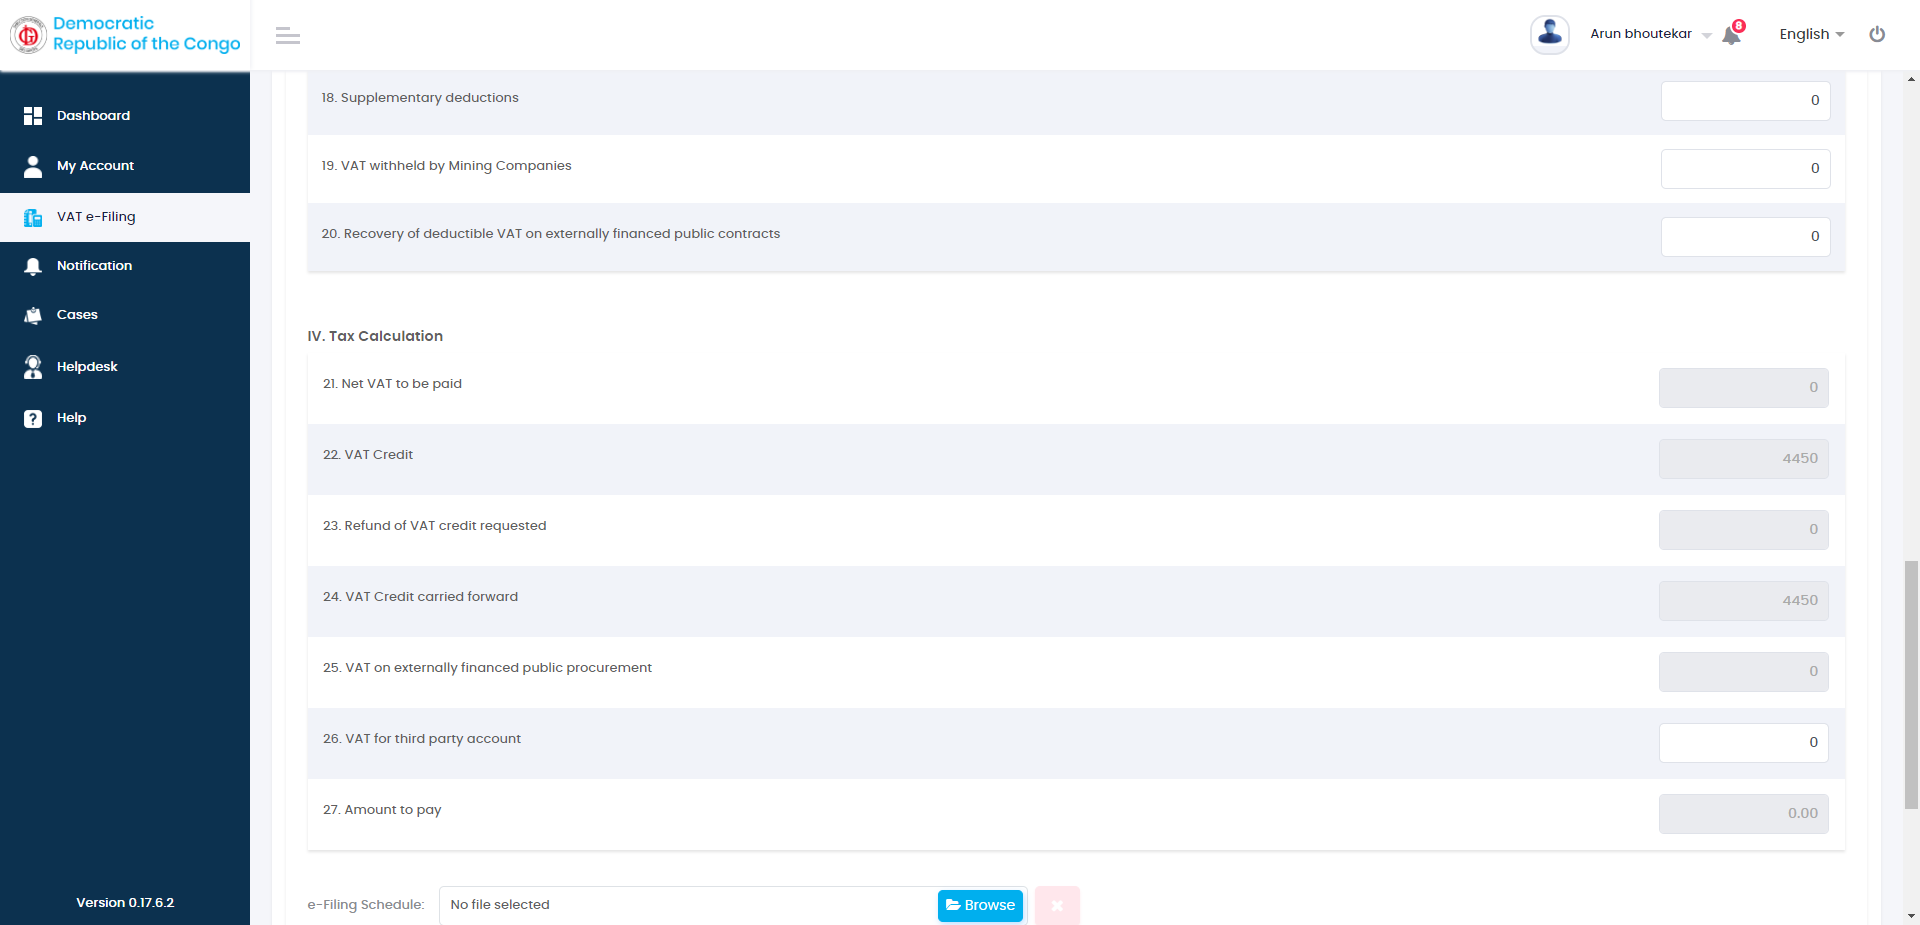 Democratic
Republic of the Congo
Arun bhoutekar
8
English
Dashboard
My Account
VAT e-Filing
Notification
Cases
Helpdesk
Help
Version 0.17.6.2
18. Supplementary deductions 0
19. VAT withheld by Mining Companies 0
20. Recovery of deductible VAT on externally financed public contracts 0
IV. Tax Calculation
21. Net VAT to be paid 0
22. VAT Credit 4450
23. Refund of VAT credit requested 0
24. VAT Credit carried forward 4450
25. VAT on externally financed public procurement 0
26. VAT for third party account 0
27. Amount to pay 0.00
e-Filing Schedule: No file selected Browse